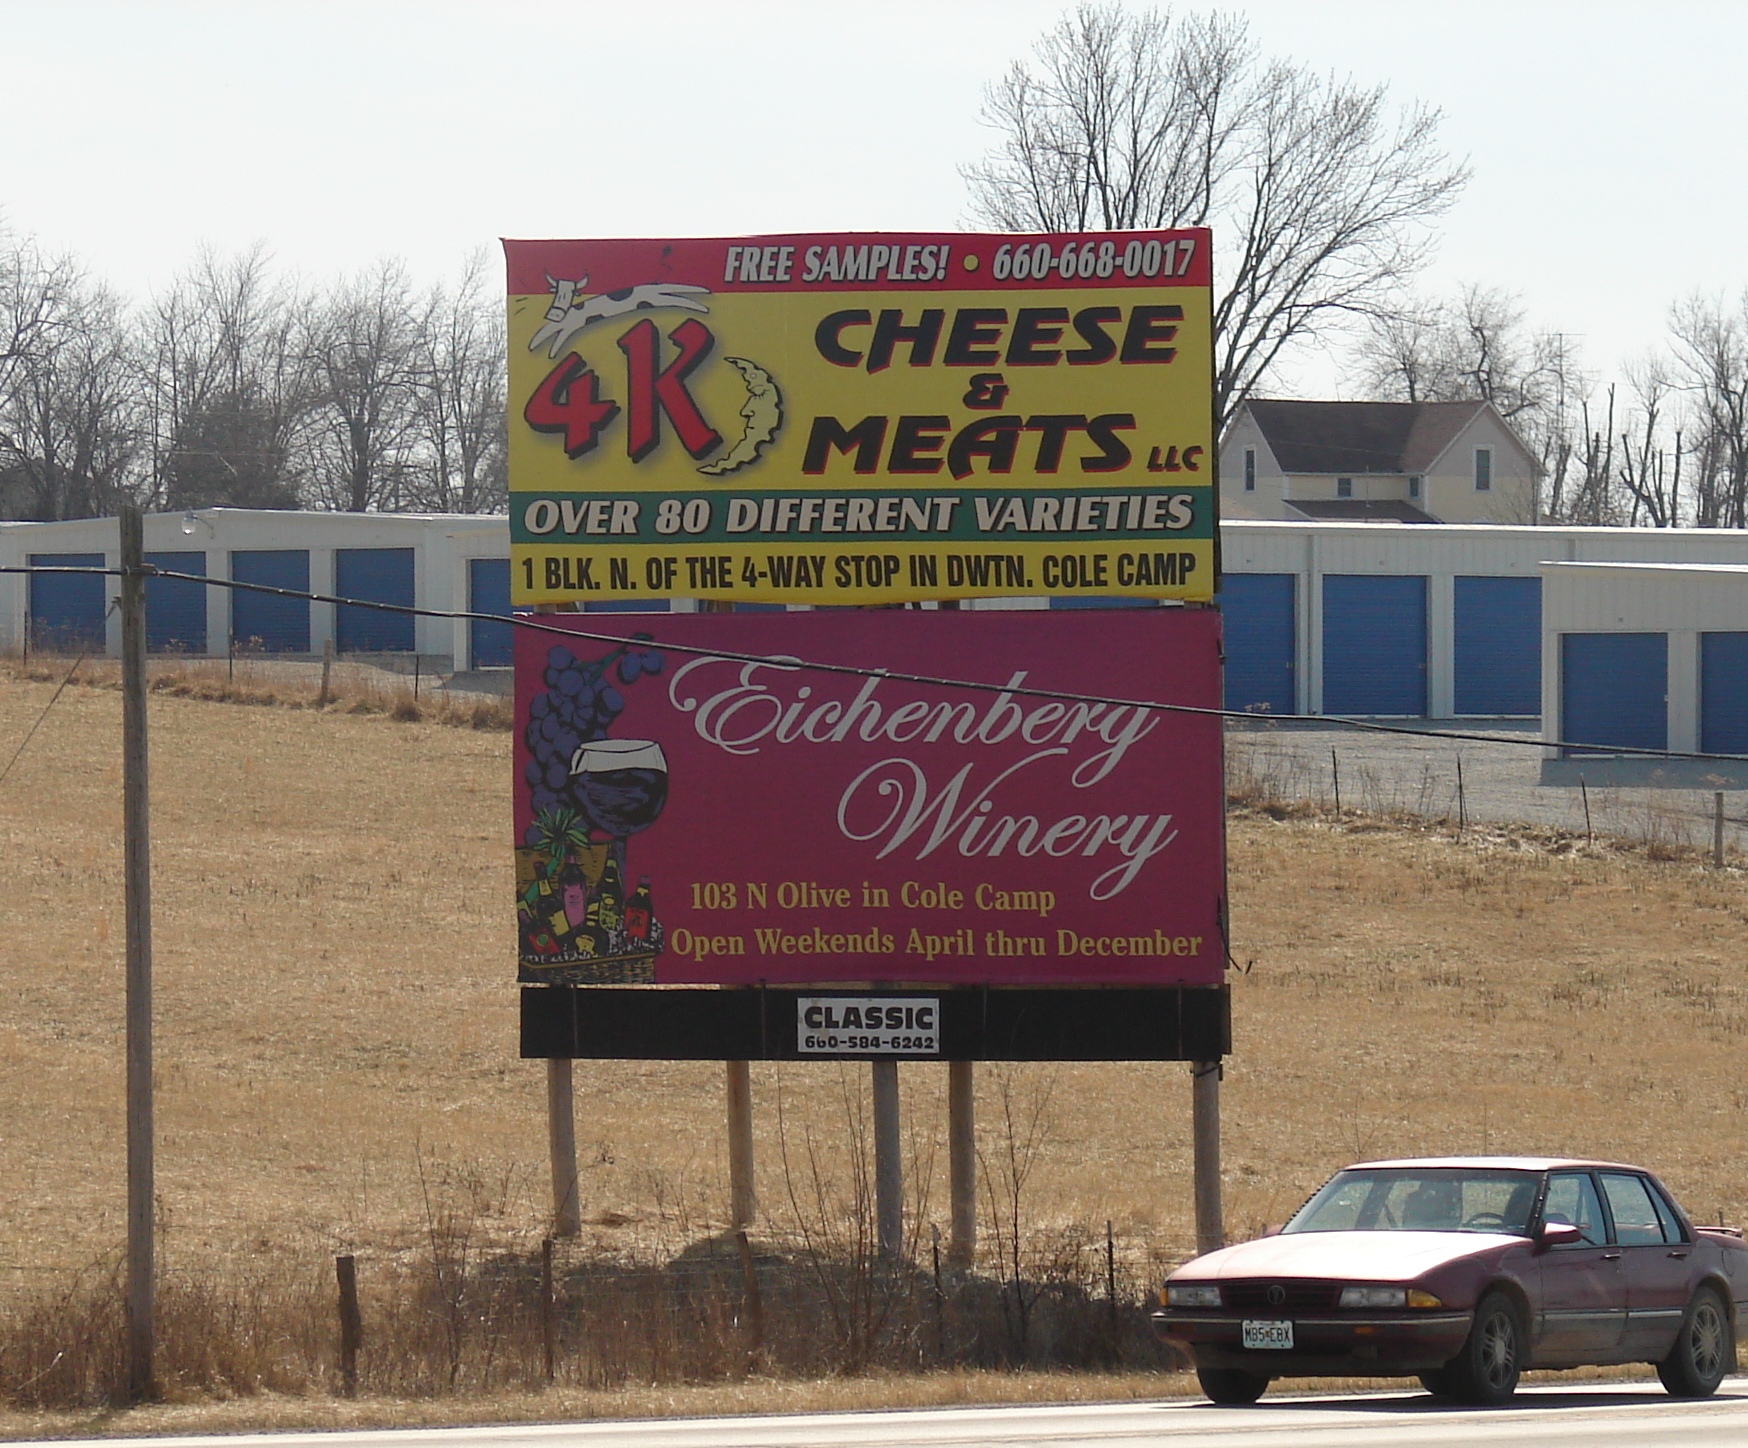 FREE SAMPLES! • 660-668-0017
4K CHEESE
&
MEATS LLC
OVER 80 DIFFERENT VARIETIES
1 BLK. N. OF THE 4-WAY STOP IN DWTN. COLE CAMP
Eichenberg
Winery
103 N Olive in Cole Camp
Open Weekends April thru December
CLASSIC
660-584-6242
MB5 EBX